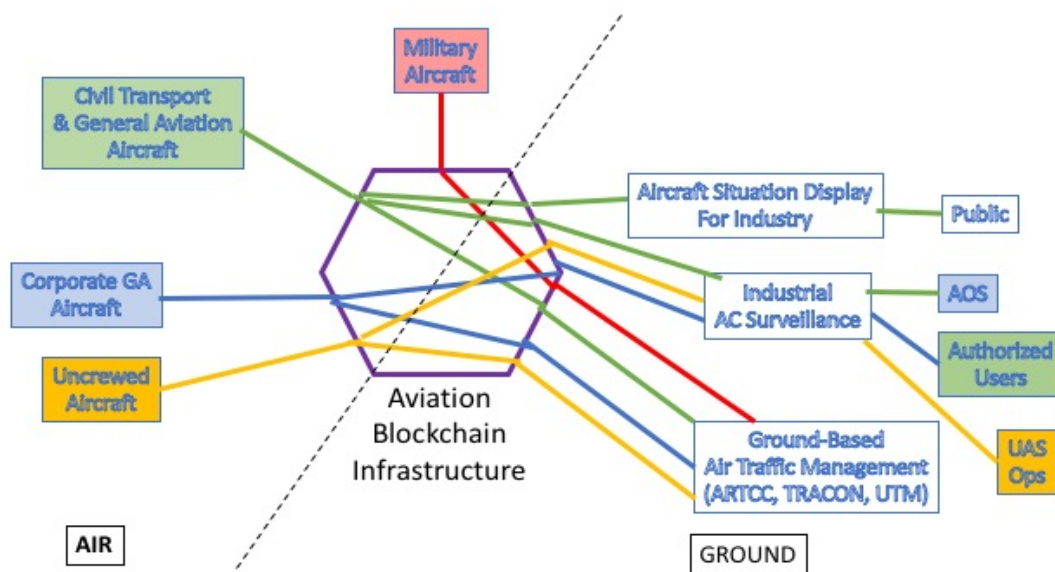 Military
Aircraft
Civil Transport
& General Aviation
Aircraft
Aircraft Situation Display
For Industry
Public
Corporate GA
Aircraft
Industrial
AC Surveillance
AOS
Authorized
Users
Uncrewed
Aircraft
Aviation
Blockchain
Infrastructure
Ground-Based
Air Traffic Management
(ARTCC, TRACON, UTM)
UAS
Ops
AIR
GROUND